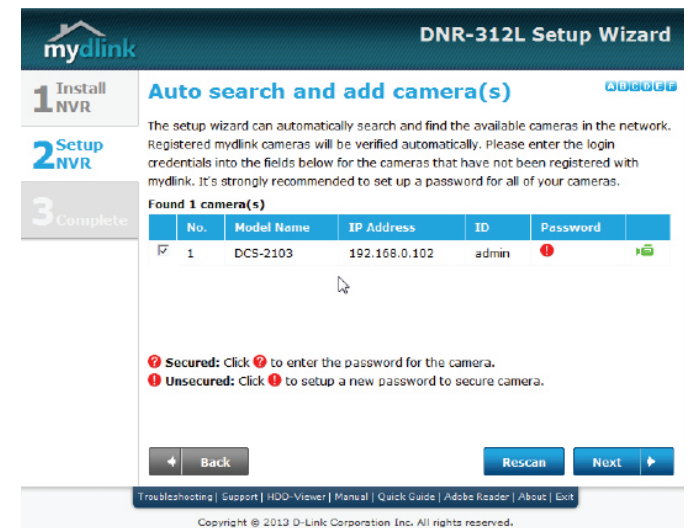 mydlink
DNR-312L Setup Wizard
1 Install
NVR
2 Setup
NVR
3 Complete
Auto search and add camera(s)
A B C D E F
The setup wizard can automatically search and find the available cameras in the network.
Registered mydlink cameras will be verified automatically. Please enter the login
credentials into the fields below for the cameras that have not been registered with
mydlink. It's strongly recommended to set up a password for all of your cameras.
Found 1 camera(s)
No. Model Name IP Address ID Password
1 DCS-2103 192.168.0.102 admin !
? Secured: Click ? to enter the password for the camera.
! Unsecured: Click ! to setup a new password to secure camera.
Back Rescan Next
Troubleshooting | Support | HDD-Viewer | Manual | Quick Guide | Adobe Reader | About | Exit
Copyright © 2013 D-Link Corporation Inc. All rights reserved.